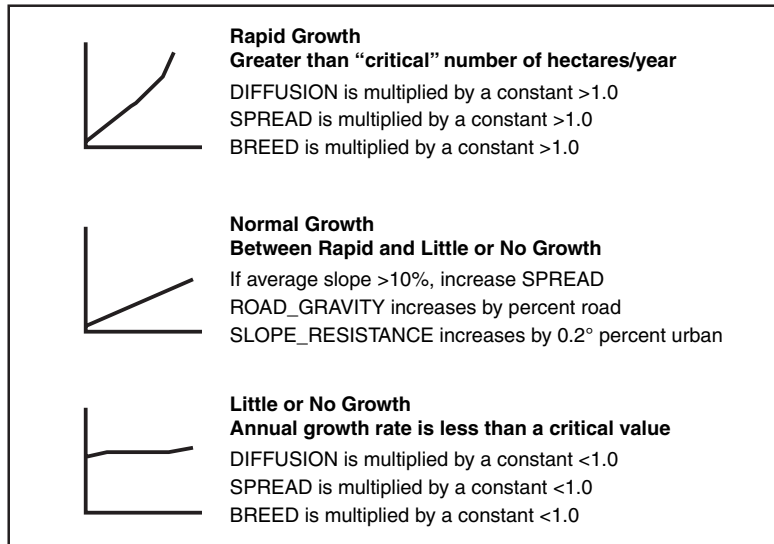 Rapid Growth
Greater than “critical” number of hectares/year
DIFFUSION is multiplied by a constant >1.0
SPREAD is multiplied by a constant >1.0
BREED is multiplied by a constant >1.0
Normal Growth
Between Rapid and Little or No Growth
If average slope >10%, increase SPREAD
ROAD_GRAVITY increases by percent road
SLOPE_RESISTANCE increases by 0.2° percent urban
Little or No Growth
Annual growth rate is less than a critical value
DIFFUSION is multiplied by a constant <1.0
SPREAD is multiplied by a constant <1.0
BREED is multiplied by a constant <1.0